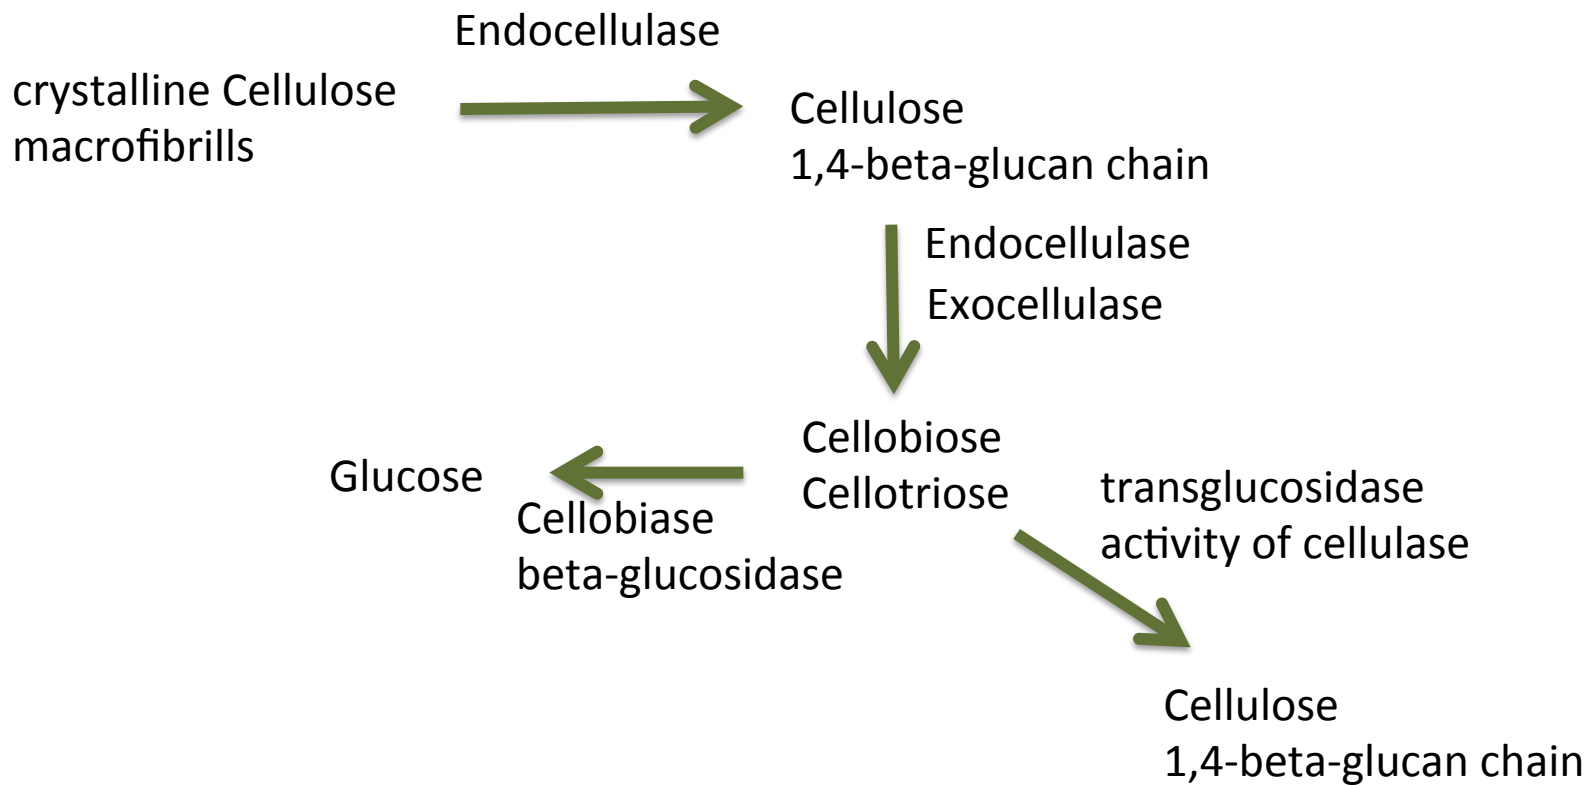 Endocellulase
crystalline Cellulose
macrofibrills
Cellulose
1,4-beta-glucan chain
Endocellulase
Exocellulase
Cellobiose
Cellotriose
Glucose
Cellobiase
beta-glucosidase
transglucosidase
activity of cellulase
Cellulose
1,4-beta-glucan chain